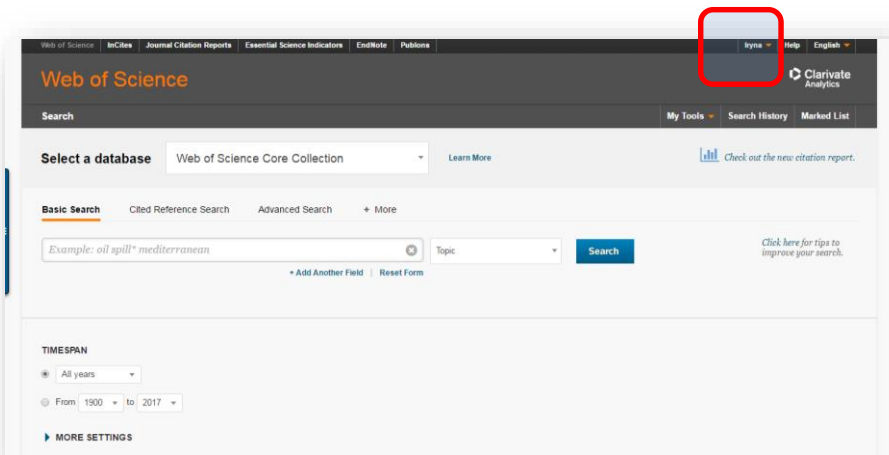 Web of Science InCites Journal Citation Reports Essential Science Indicators EndNote Publons Iryna Help English
Web of Science
Clarivate
Analytics
Search My Tools Search History Marked List
Select a database Web of Science Core Collection Learn More Check out the new citation report.
Basic Search Cited Reference Search Advanced Search + More
Example: oil spill* mediterranean Topic Search Click here for tips to
improve your search.
+ Add Another Field | Reset Form
TIMESPAN
All years
From 1900 to 2017
MORE SETTINGS